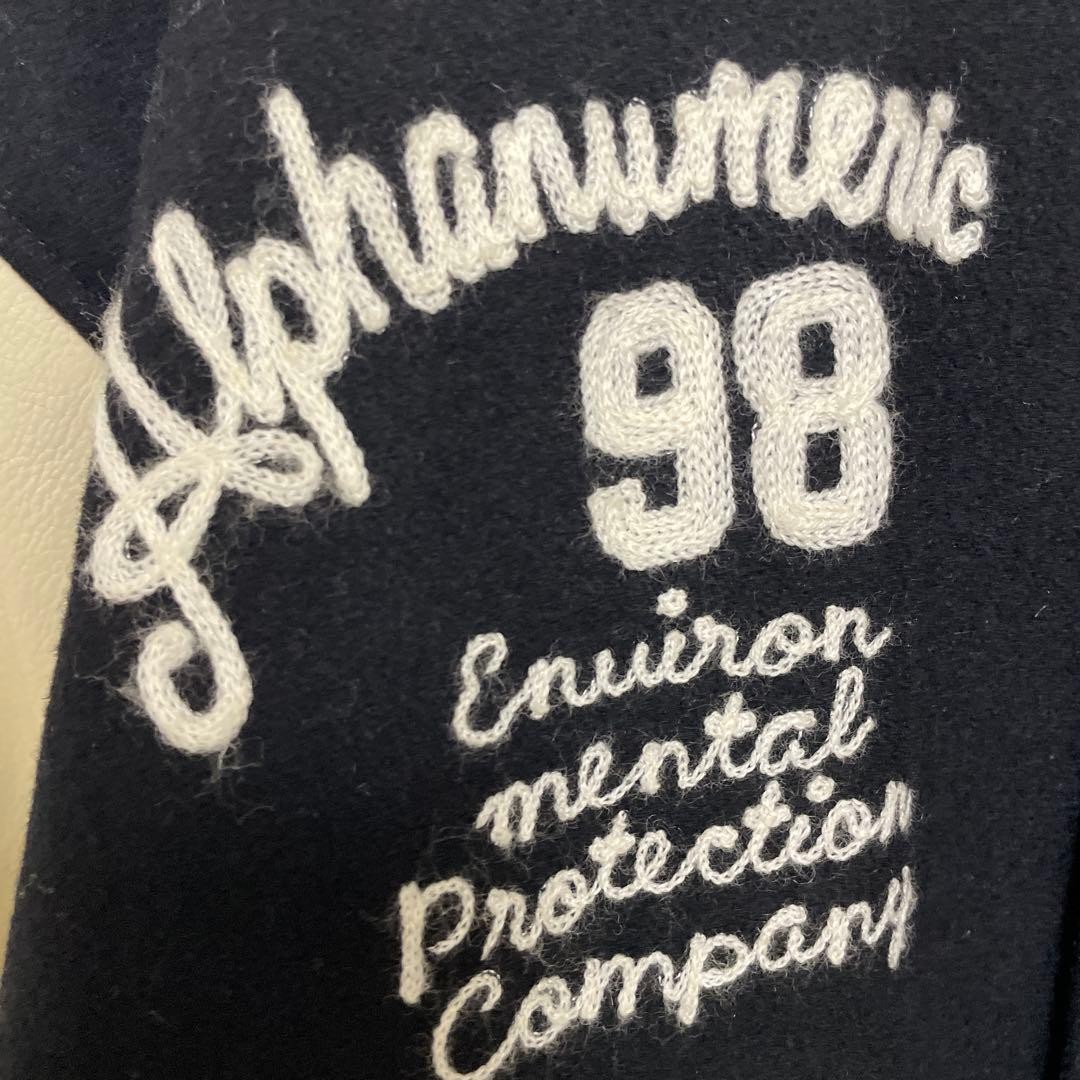 Alphanumeric
98
Environ
mental
Protection
Company